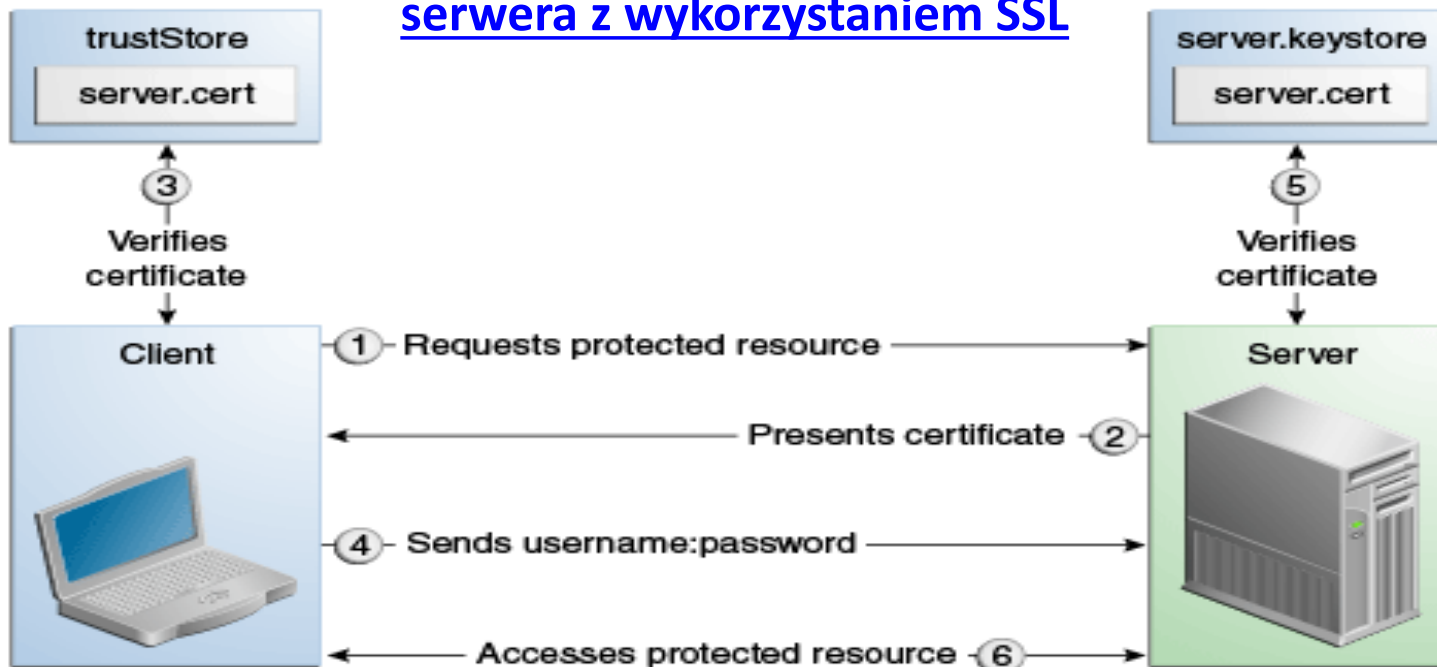 serwera z wykorzystaniem SSL
trustStore
server.cert
server.keystore
server.cert
3
Verifies
certificate
5
Verifies
certificate
Client
1 Requests protected resource
Server
Presents certificate 2
4 Sends username:password
Accesses protected resource 6